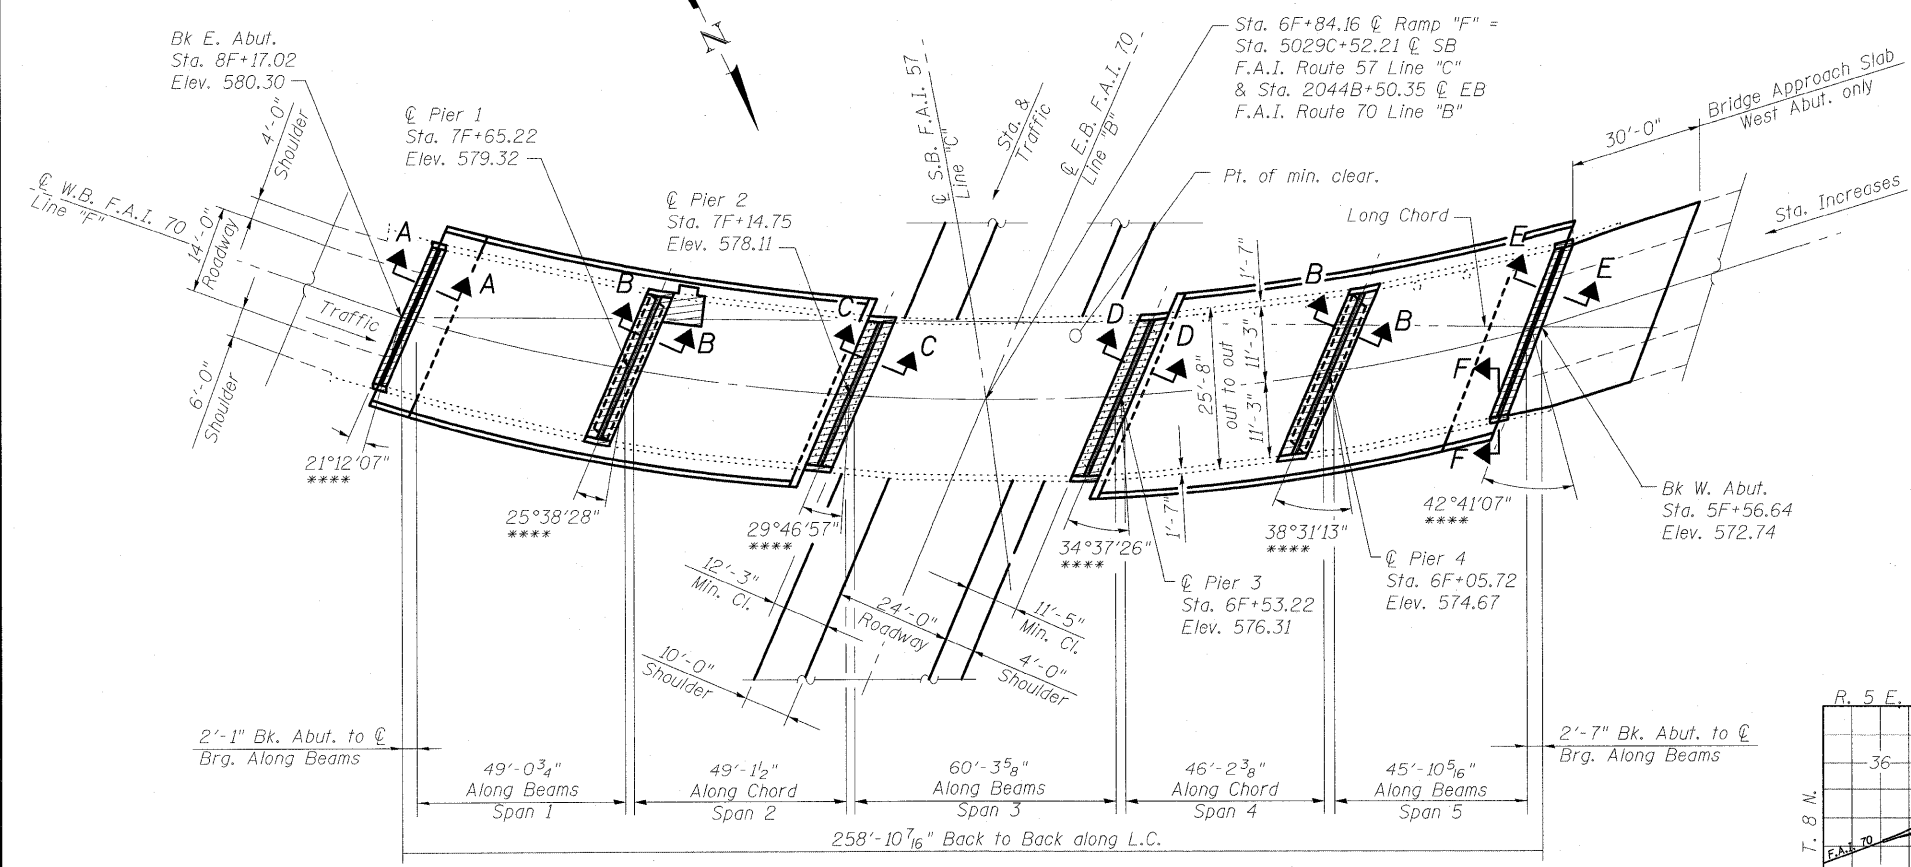 Bk E. Abut.
Sta. 8F+17.02
Elev. 580.30
4'-0"
Shoulder
℄ W.B. F.A.I. 70
Line "F"
14'-0"
Roadway
6'-0"
Shoulder
Traffic
℄ Pier 1
Sta. 7F+65.22
Elev. 579.32
℄ Pier 2
Sta. 7F+14.75
Elev. 578.11
N
℄ S.B. F.A.I. 57
Line "C"
Sta. &
Traffic
℄ E.B. F.A.I. 70
Line "B"
Sta. 6F+84.16 ℄ Ramp "F" =
Sta. 5029C+52.21 ℄ SB
F.A.I. Route 57 Line "C"
& Sta. 2044B+50.35 ℄ EB
F.A.I. Route 70 Line "B"
Pt. of min. clear.
Long Chord
30'-0"
Bridge Approach Slab
West Abut. only
Sta. Increases
A
A
B
B
C
C
D
D
B
B
E
E
F
F
25'-8"
out to out
1'-7"
11'-3"
11'-3"
1'-7"
21°12'07"
****
25°38'28"
****
29°46'57"
****
34°37'26"
****
38°31'13"
****
42°41'07"
****
Bk W. Abut.
Sta. 5F+56.64
Elev. 572.74
℄ Pier 3
Sta. 6F+53.22
Elev. 576.31
℄ Pier 4
Sta. 6F+05.72
Elev. 574.67
12'-3"
Min. Cl.
24'-0"
Roadway
11'-5"
Min. Cl.
10'-0"
Shoulder
4'-0"
Shoulder
2'-1" Bk. Abut. to ℄
Brg. Along Beams
49'-0¾"
Along Beams
Span 1
49'-1½"
Along Chord
Span 2
60'-3⅝"
Along Beams
Span 3
46'-2⅜"
Along Chord
Span 4
45'-10 5/16"
Along Beams
Span 5
2'-7" Bk. Abut. to ℄
Brg. Along Beams
258'-10 7/16" Back to Back along L.C.
R. 5 E.
36
T. 8 N.
F.A.I. 70